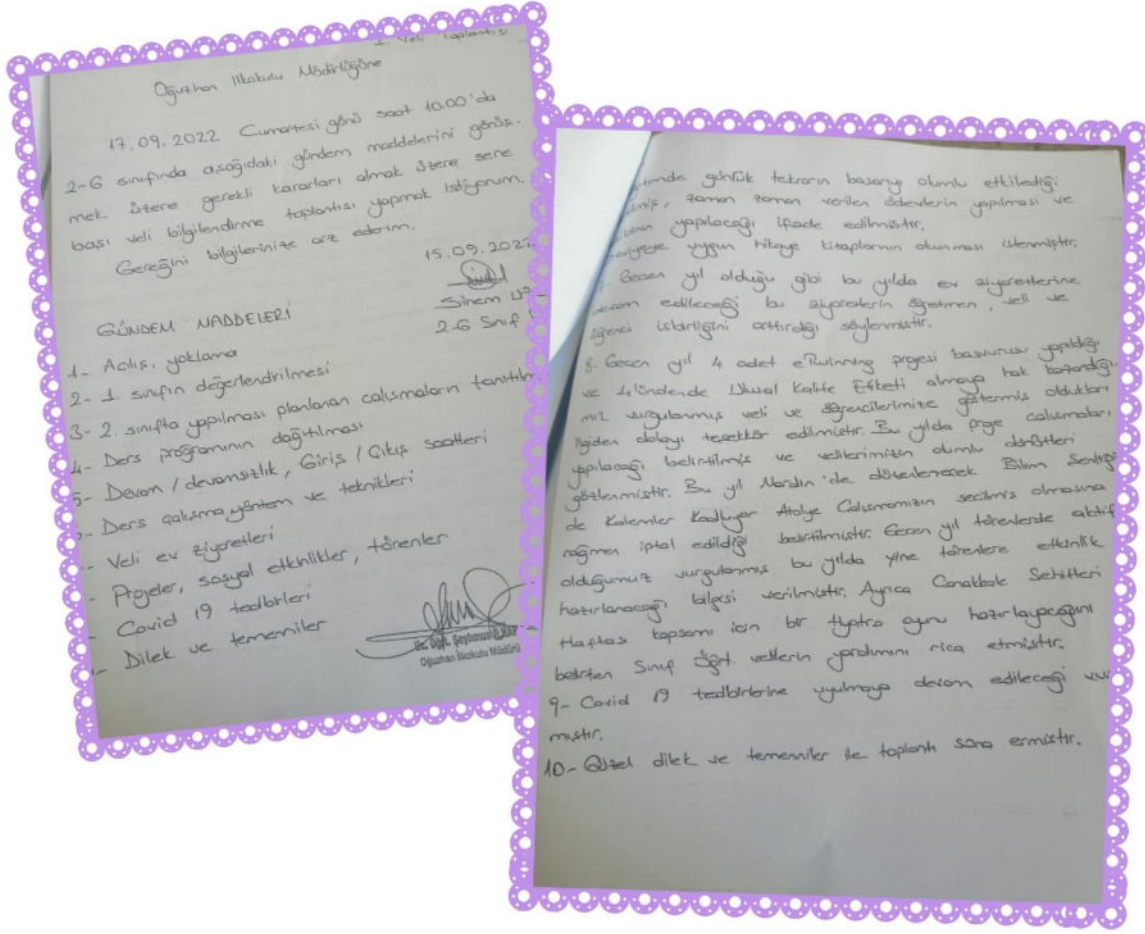 1. Veli Toplantısı
Oğuzhan İlkokulu Müdürlüğüne
17.09.2022 Cumartesi günü saat 10.00'da
2-G sınıfında aşağıdaki gündem maddelerini görüş-
mek üzere gerekli kararları almak üzere sene
başı veli bilgilendirme toplantısı yapmak istiyorum.
Gereğini bilgilerinize arz ederim.
15.09.2022
Sinem
2-G Sınıf
GÜNDEM MADDELERİ
1- Açılış, yoklama
2- 1. sınıfın değerlendirilmesi
3- 2. sınıfta yapılması planlanan çalışmaların
4- Ders programının dağıtılması
5- Devam / devamsızlık, Giriş / Çıkış saatleri
- Ders çalışma yöntem ve teknikleri
- Veli ev ziyaretleri
- Projeler, sosyal etkinlikler, törenler
- Covid 19 tedbirleri
- Dilek ve temenniler
Oğuzhan İlkokulu Müdürü
günlük tekrarın başarıyı olumlu etkilediği
zaman zaman verilen ödevlerin yapılması ve
yapılacağı ifade edilmiştir.
uygun hikaye kitaplarının okunması istenmiştir.
Geçen yıl olduğu gibi bu yılda ev ziyaretlerine
devam edileceği bu ziyaretlerin öğretmen, veli ve
öğrenci işbirliğini arttırdığı söylenmiştir.
8. Geçen yıl 4 adet eTwinning projesi başvurusu yapıldığı
ve 4'ündende Ulusal Kalite Etiketi almaya hak kazandığı
mız vurgulanmış veli ve öğrencilerimize göstermiş oldukları
ilgiden dolayı teşekkür edilmiştir. Bu yılda proje çalışmaları
yapılacağı belirtilmiş ve velilerimizin olumlu dönütleri
gözlenmiştir. Bu yıl Mardin'de düzenlenecek Bilim Şenliği
de Kalemler Kodluyor Atolye Çalışmamızın seçilmiş olmasına
rağmen iptal edildiği belirtilmiştir. Geçen yıl törenlerde aktif
olduğumuz vurgulanmış bu yılda yine törenlere etkinlik
hazırlanacağı bilgisi verilmiştir. Ayrıca Çanakkale Şehitleri
Haftası kapsamı için bir tiyatro oyunu hazırlayacağını
belirten Sınıf Öğrt. velilerin yardımını rica etmiştir.
9- Covid 19 tedbirlerine uyulmaya devam edileceği vur
mıştır.
10- Güzel dilek ve temenniler ile toplantı sona ermiştir.